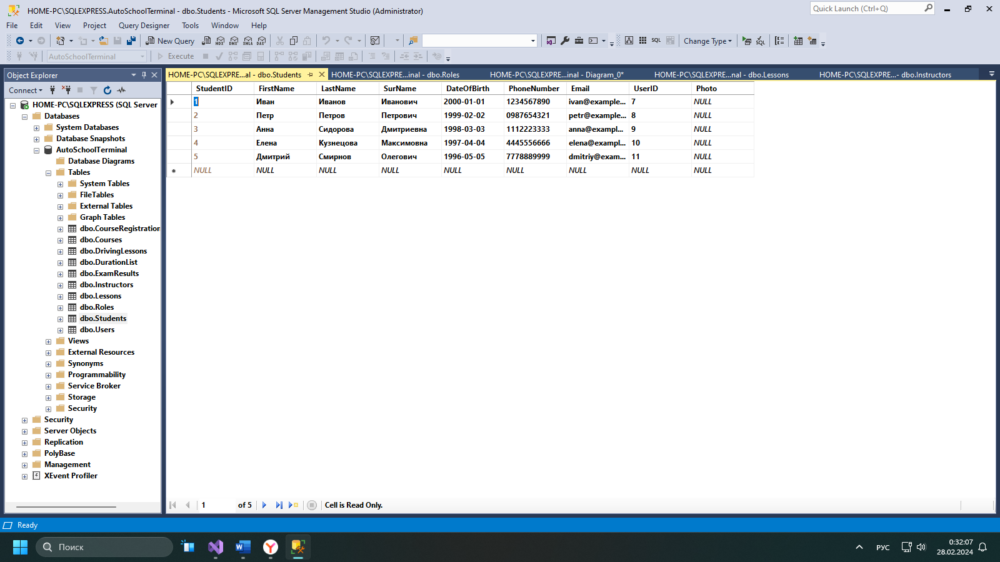 HOME-PC\SQLEXPRESS.AutoSchoolTerminal - dbo.Students - Microsoft SQL Server Management Studio (Administrator)
Quick Launch (Ctrl+Q)
File Edit View Project Query Designer Tools Window Help
New Query MDX DMX XMLA DAX SQL Change Type SQL
AutoSchoolTerminal Execute
Object Explorer
HOME-PC\SQLEXPRE...al - dbo.Students HOME-PC\SQLEXPRE...inal - dbo.Roles HOME-PC\SQLEXPRE...inal - Diagram_0* HOME-PC\SQLEXPRE...nal - dbo.Lessons HOME-PC\SQLEXPRE...- dbo.Instructors
Connect
HOME-PC\SQLEXPRESS (SQL Server
Databases
System Databases
Database Snapshots
AutoSchoolTerminal
Database Diagrams
Tables
System Tables
FileTables
External Tables
Graph Tables
dbo.CourseRegistration
dbo.Courses
dbo.DrivingLessons
dbo.DurationList
dbo.ExamResults
dbo.Instructors
dbo.Lessons
dbo.Roles
dbo.Students
dbo.Users
Views
External Resources
Synonyms
Programmability
Service Broker
Storage
Security
Security
Server Objects
Replication
PolyBase
Management
XEvent Profiler
StudentID FirstName LastName SurName DateOfBirth PhoneNumber Email UserID Photo
1 Иван Иванов Иванович 2000-01-01 1234567890 ivan@example... 7 NULL
2 Петр Петров Петрович 1999-02-02 0987654321 petr@example... 8 NULL
3 Анна Сидорова Дмитриевна 1998-03-03 1112223333 anna@exampl... 9 NULL
4 Елена Кузнецова Максимовна 1997-04-04 4445556666 elena@exampl... 10 NULL
5 Дмитрий Смирнов Олегович 1996-05-05 7778889999 dmitriy@exam... 11 NULL
NULL NULL NULL NULL NULL NULL NULL NULL NULL
1 of 5 Cell is Read Only.
Ready
Поиск
РУС
0:32:07
28.02.2024